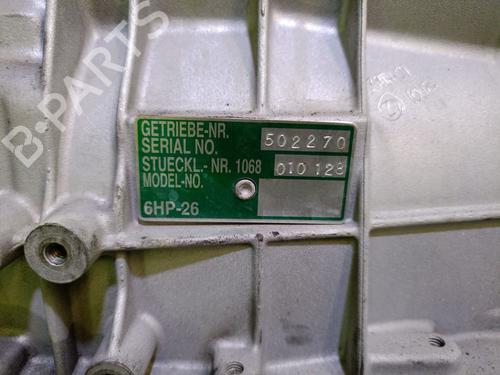 B-PARTS
GETRIEBE-NR.
SERIAL NO. 502270
STUECKL.- NR. 1068 010 128
MODEL-NO.
6HP-26